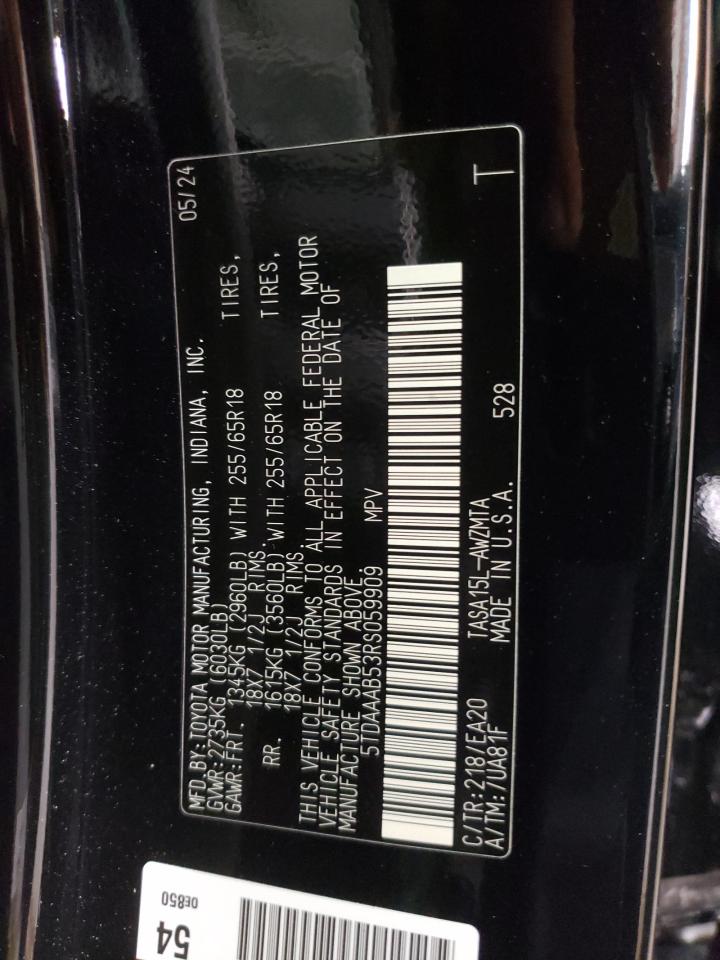 MFD.BY:TOYOTA MOTOR MANUFACTURING, INDIANA, INC. 05/24
GVWR:2735KG (6030LB)
GAWR:FRT. 1345KG (2960LB) WITH 255/65R18 TIRES,
18X7 1/2J RIMS.
RR. 1615KG (3560LB) WITH 255/65R18 TIRES,
18X7 1/2J RIMS.
THIS VEHICLE CONFORMS TO ALL APPLICABLE FEDERAL MOTOR
VEHICLE SAFETY STANDARDS IN EFFECT ON THE DATE OF
MANUFACTURE SHOWN ABOVE.
5TDAAAB53RS059909 MPV
C/TR:218/EA20 TASA15L-AWZMTA 528 T
A/TM:/UA81F MADE IN U.S.A.
0E850
54